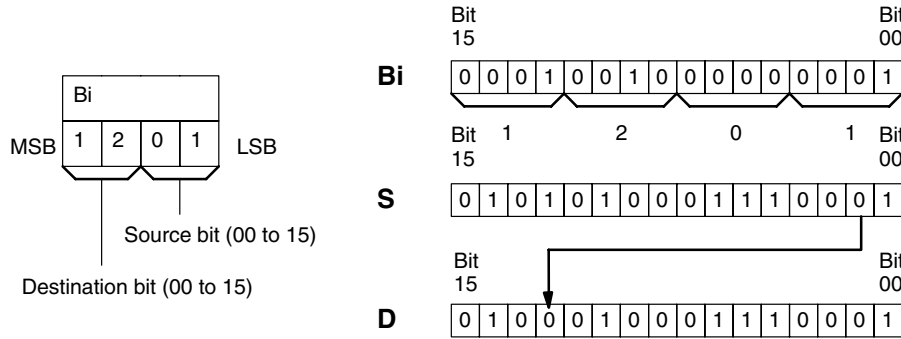 Bi
MSB 1 2 0 1 LSB
Source bit (00 to 15)
Destination bit (00 to 15)
Bit 15 Bit 00
Bi 0 0 0 1 0 0 1 0 0 0 0 0 0 0 0 1
1 2 0 1
Bit 15 Bit 00
S 0 1 0 1 0 1 0 0 0 1 1 1 0 0 0 1
Bit 15 Bit 00
D 0 1 0 0 0 1 0 0 0 1 1 1 0 0 0 1